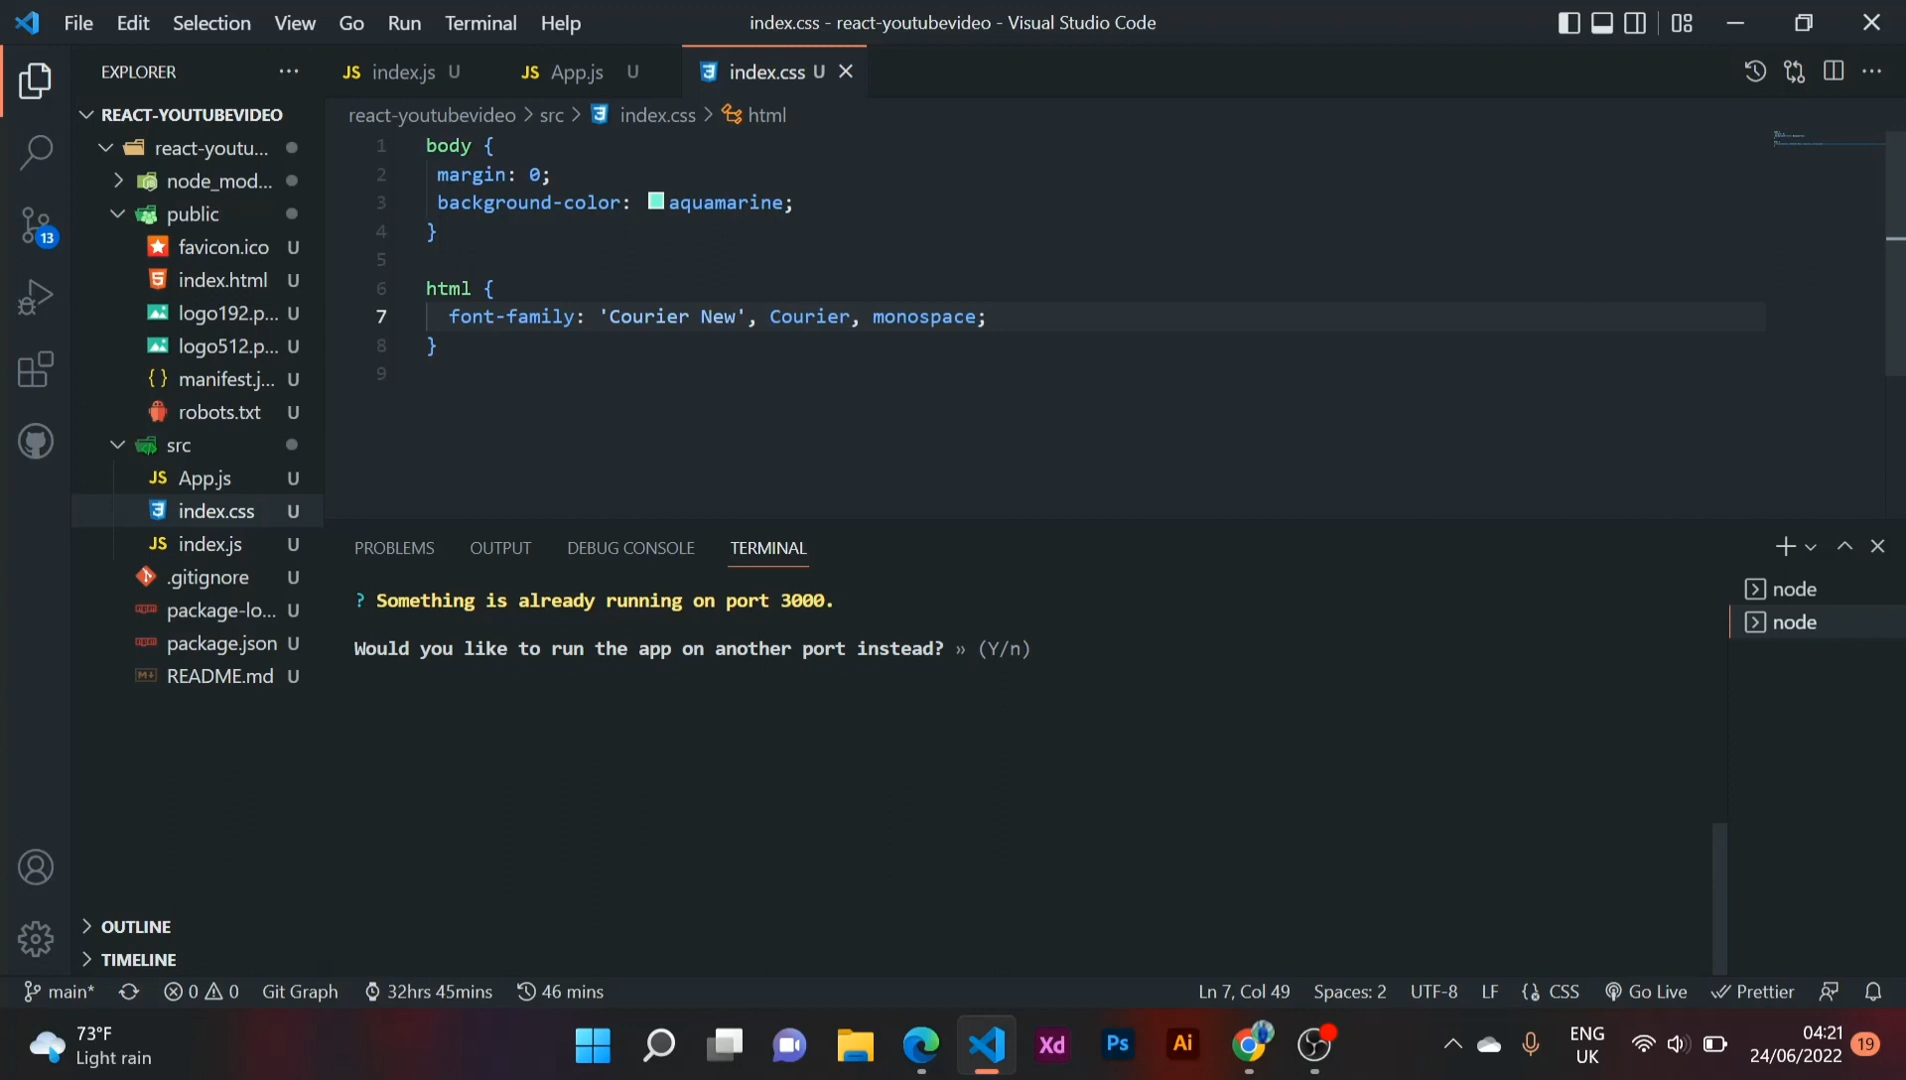 File Edit Selection View Go Run Terminal Help
index.css - react-youtubevideo - Visual Studio Code
EXPLORER
JS index.js U
JS App.js U
index.css U
REACT-YOUTUBEVIDEO
react-youtubevideo > src > index.css > html
react-youtu...
node_mod...
public
favicon.ico U
index.html U
logo192.p... U
logo512.p... U
manifest.j... U
robots.txt U
src
JS App.js U
index.css U
JS index.js U
.gitignore U
package-lo... U
package.json U
README.md U
OUTLINE
TIMELINE
13
1 body {
2 margin: 0;
3 background-color: aquamarine;
4 }
5
6 html {
7 font-family: 'Courier New', Courier, monospace;
8 }
9
PROBLEMS OUTPUT DEBUG CONSOLE TERMINAL
? Something is already running on port 3000.
Would you like to run the app on another port instead? » (Y/n)
node
node
main* 0 0 Git Graph 32hrs 45mins 46 mins
Ln 7, Col 49 Spaces: 2 UTF-8 LF CSS Go Live Prettier
73°F
Light rain
Xd Ps Ai
ENG
UK
04:21
24/06/2022
19